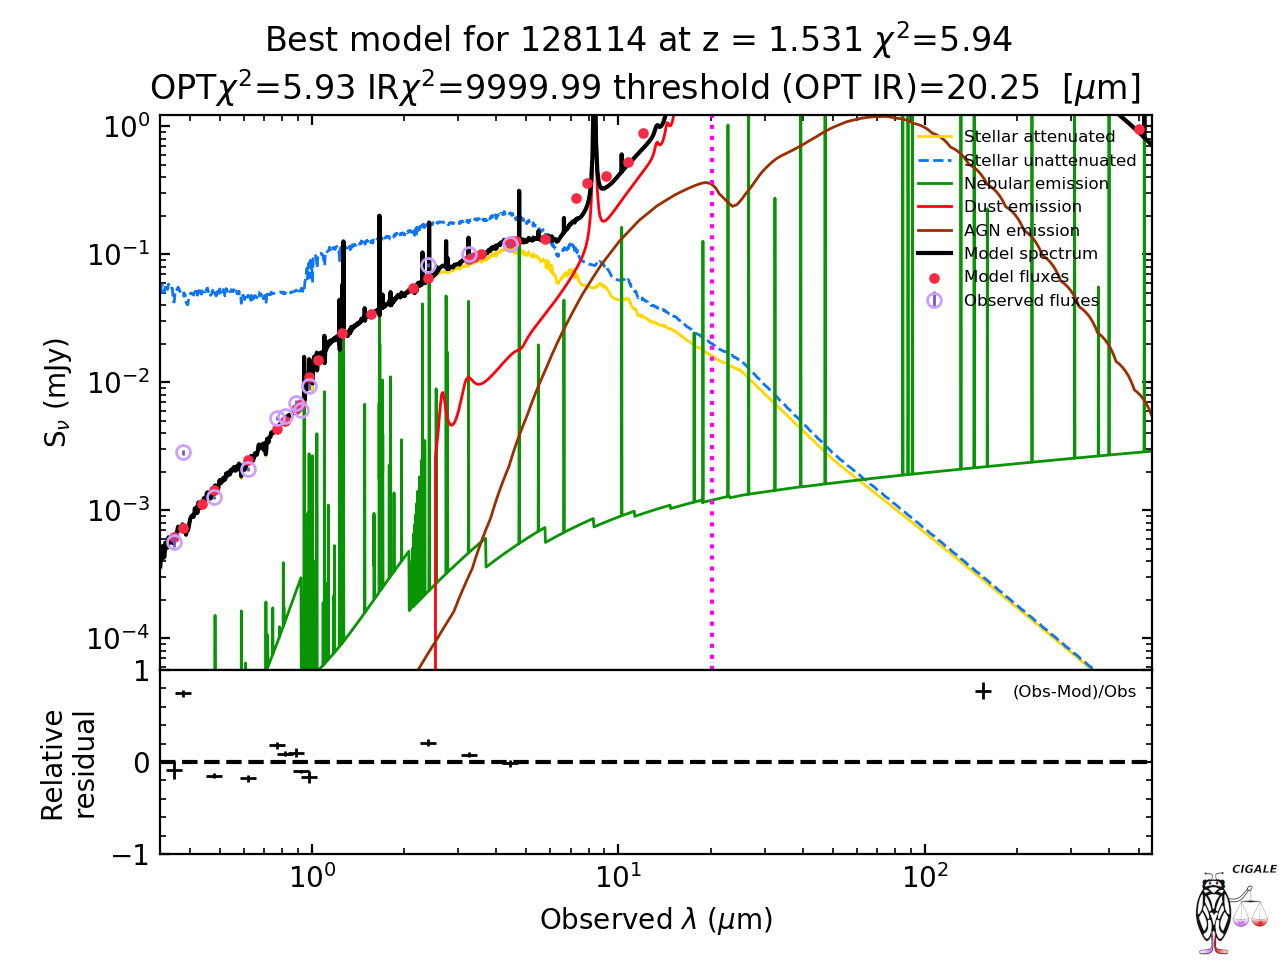 Best model for 128114 at z = 1.531 χ²=5.94
OPTχ²=5.93 IRχ²=9999.99 threshold (OPT IR)=20.25 [μm]
10⁰
10⁻¹
10⁻²
10⁻³
10⁻⁴
S_ν (mJy)
Stellar attenuated
Stellar unattenuated
Nebular emission
Dust emission
AGN emission
Model spectrum
Model fluxes
Observed fluxes
1
0
−1
Relative
residual
(Obs-Mod)/Obs
10⁰
10¹
10²
Observed λ (μm)
CIGALE